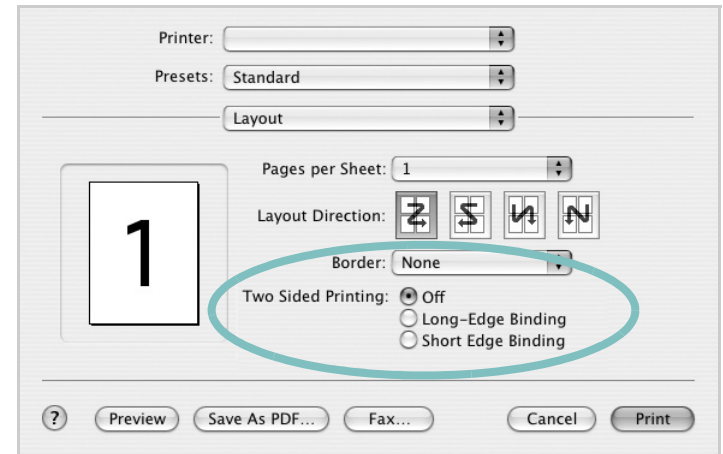 Printer:
Presets: Standard
Layout
Pages per Sheet: 1
Layout Direction:
1
Border: None
Two Sided Printing: Off
Long-Edge Binding
Short Edge Binding
? Preview Save As PDF... Fax... Cancel Print